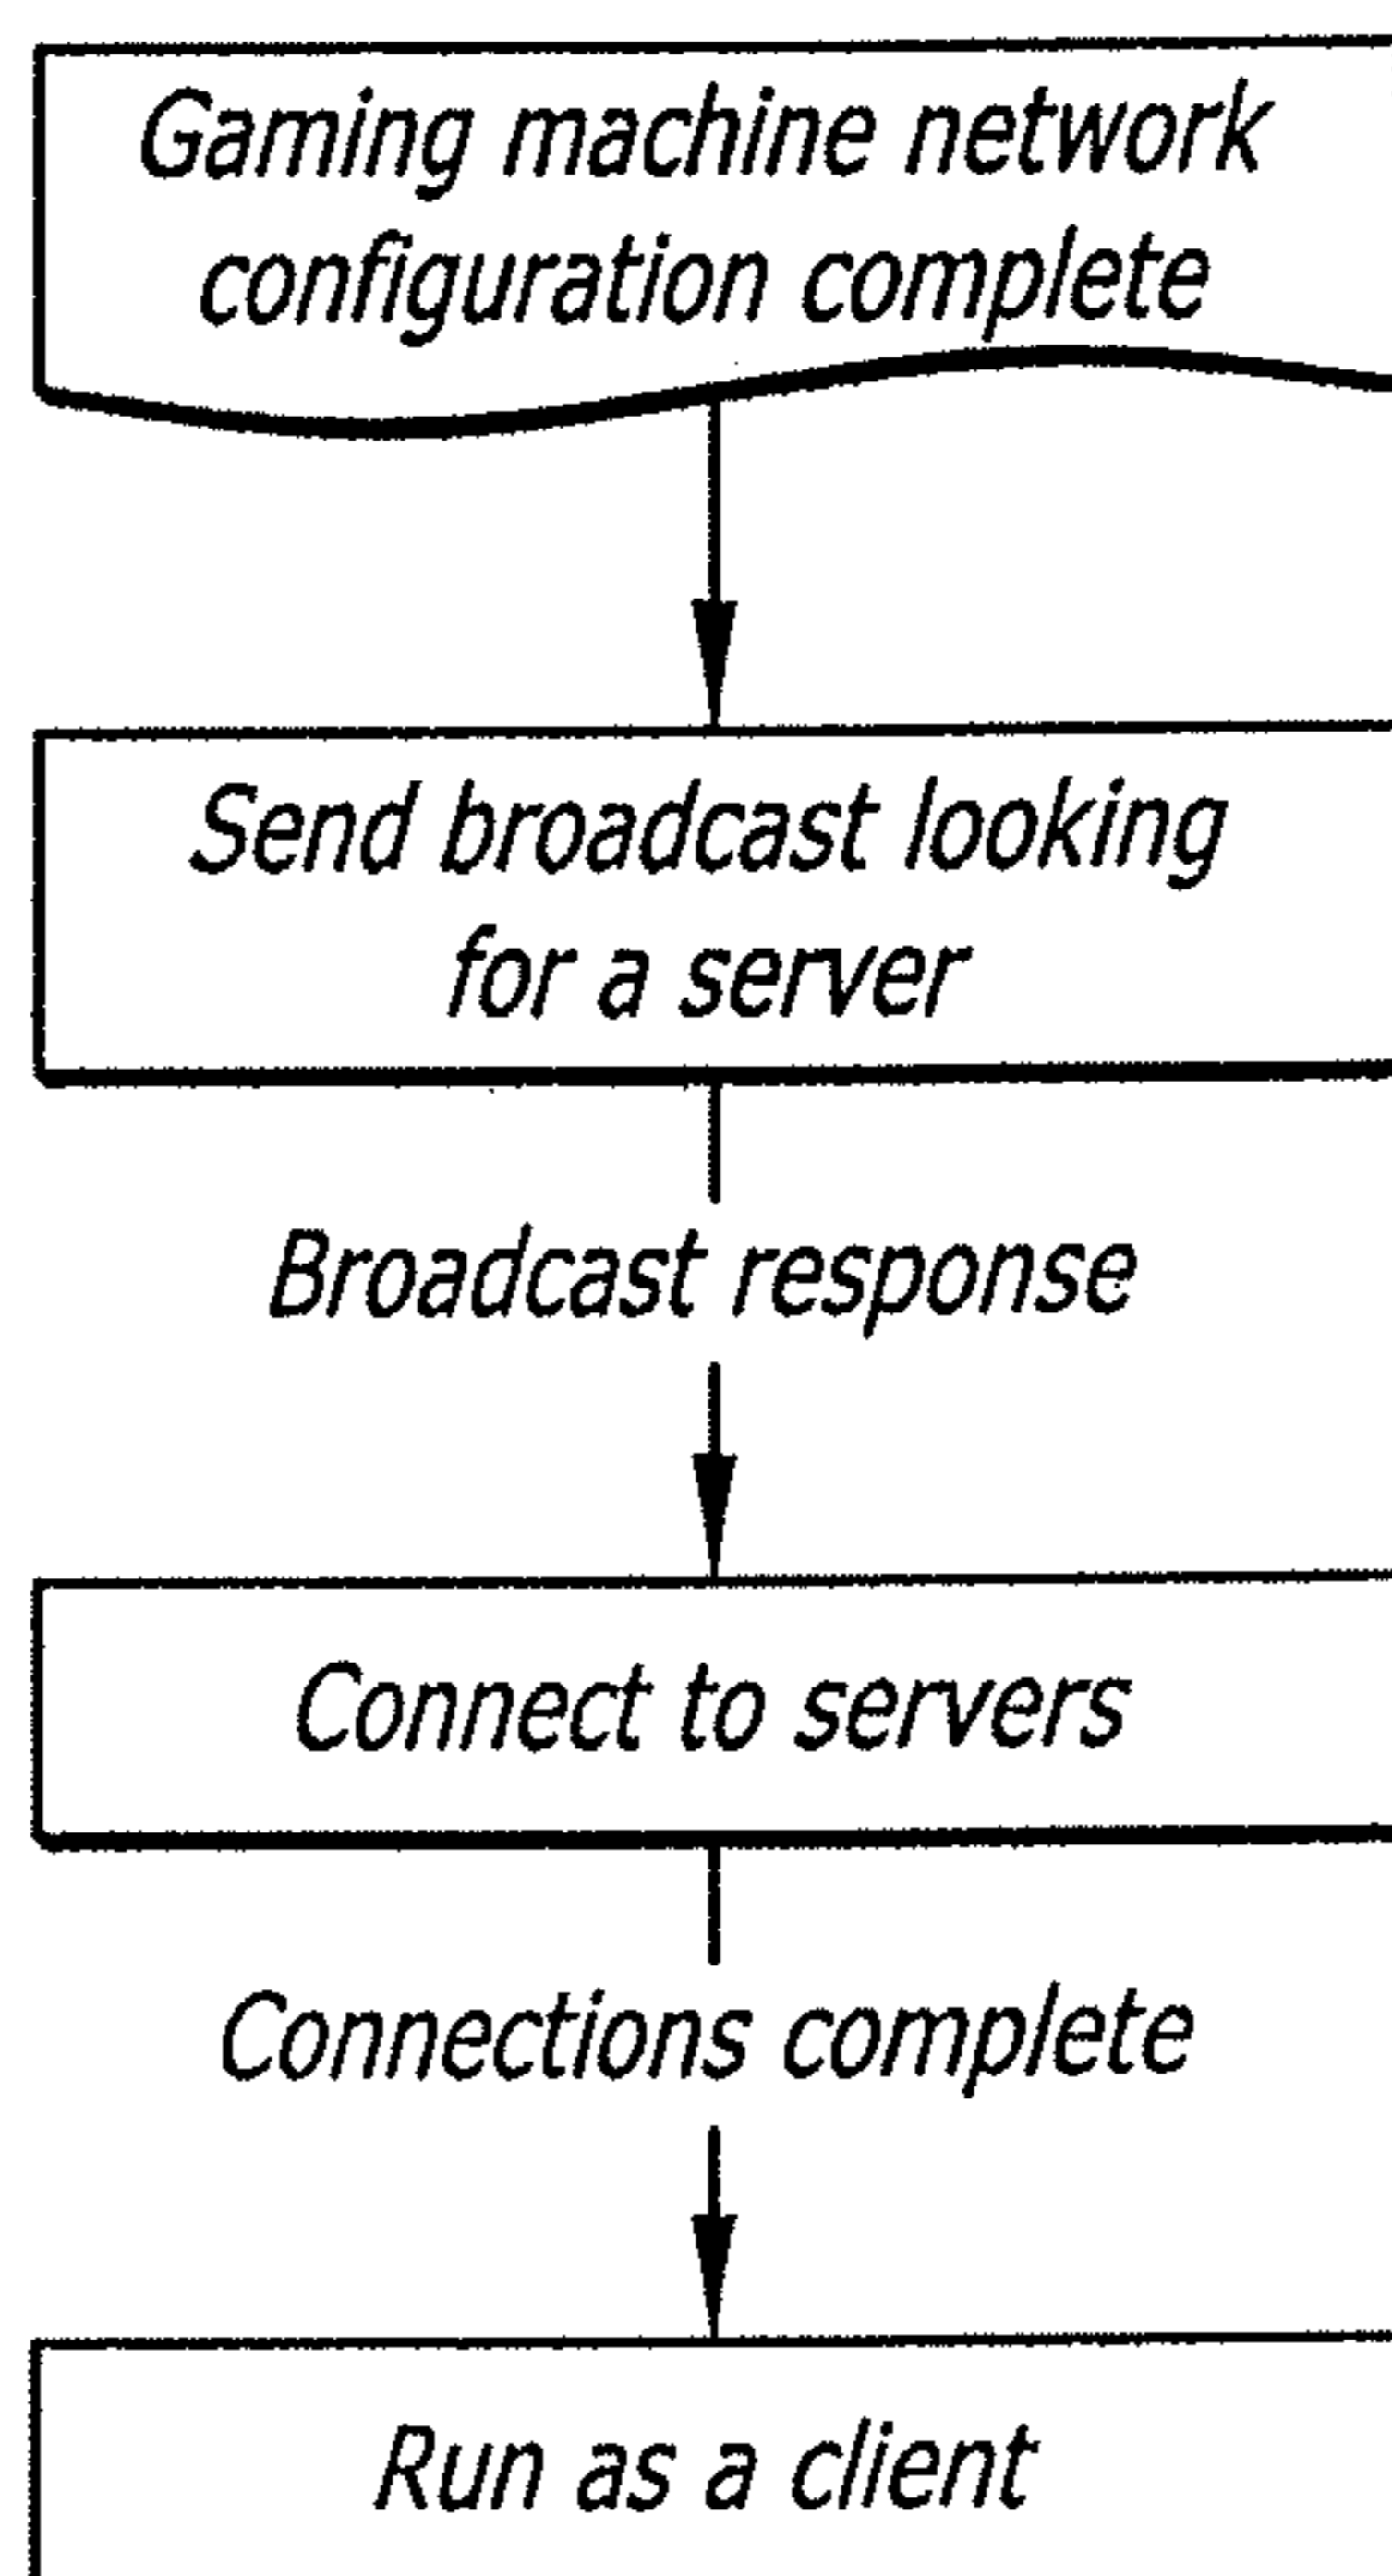 Gaming machine network
configuration complete
Send broadcast looking
for a server
Broadcast response
Connect to servers
Connections complete
Run as a client